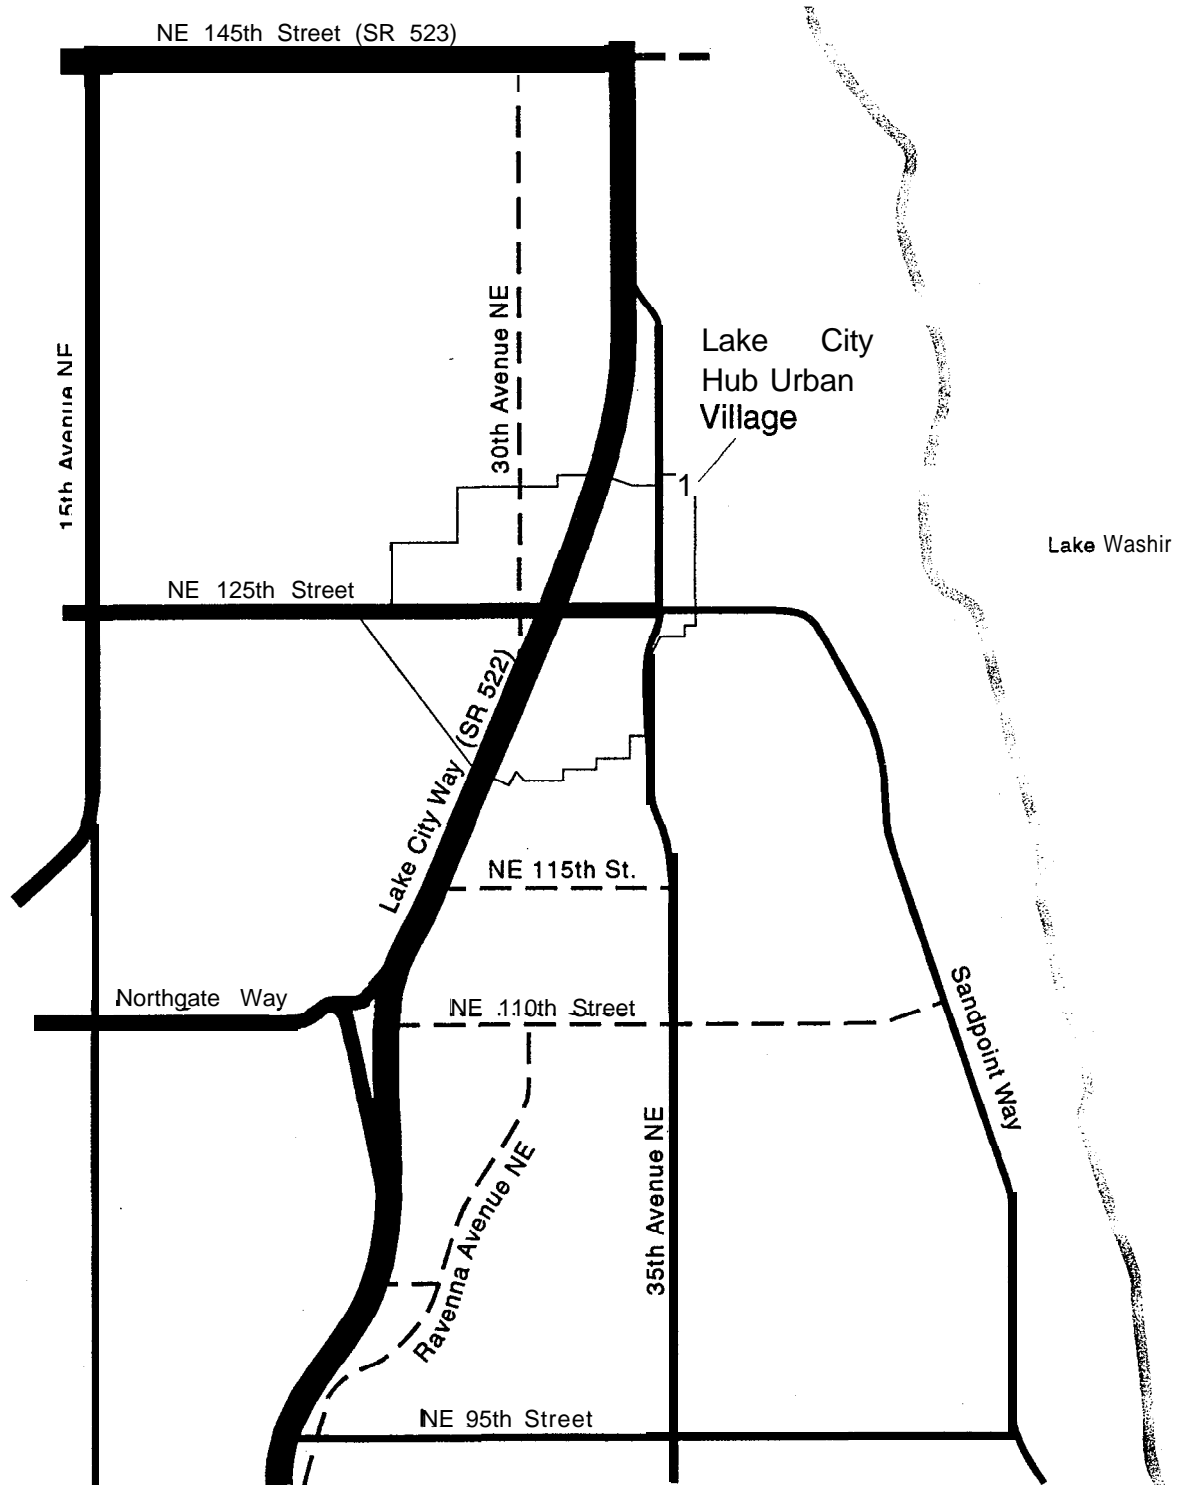 NE 145th Street (SR 523)
30th Avenue NE
Lake City
Hub Urban
Village
15th Avenue NE
1
Lake Washir
NE 125th Street
Lake City Way (SR 522)
NE 115th St.
Northgate Way
NE 110th Street
Sandpoint Way
35th Avenue NE
Ravenna Avenue NE
NE 95th Street